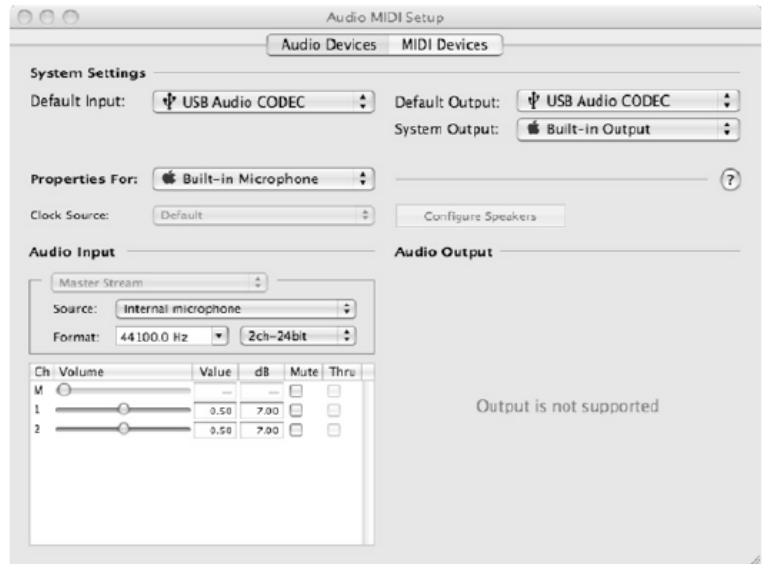 Audio MIDI Setup
Audio Devices MIDI Devices
System Settings
Default Input: USB Audio CODEC
Default Output: USB Audio CODEC
System Output: Built-in Output
Properties For: Built-in Microphone
?
Clock Source: Default
Configure Speakers
Audio Input
Audio Output
Master Stream
Source: Internal microphone
Format: 44100.0 Hz 2ch-24bit
Ch Volume Value dB Mute Thru
M — —
1 0.50 7.00
2 0.50 7.00
Output is not supported